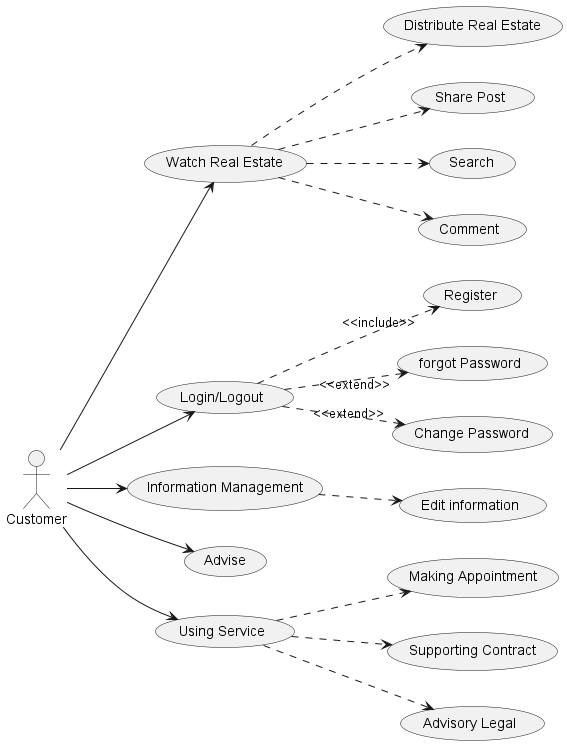 Distribute Real Estate
Share Post
Watch Real Estate
Search
Comment
Register
<<include>>
forgot Password
<<extend>>
Login/Logout
<<extend>>
Change Password
Information Management
Edit information
Customer
Advise
Making Appointment
Using Service
Supporting Contract
Advisory Legal